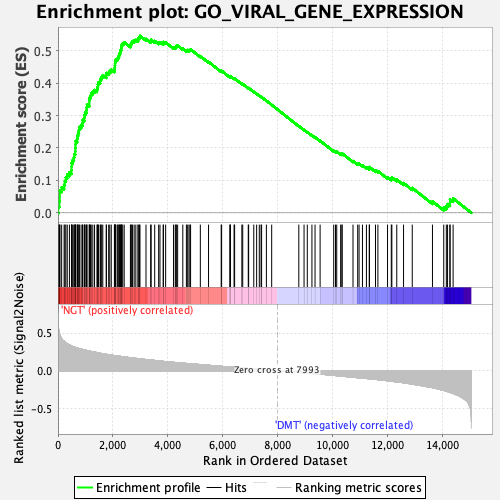 Enrichment plot: GO_VIRAL_GENE_EXPRESSION
Enrichment score (ES)
0.5
0.4
0.3
0.2
0.1
0.0
'NGT' (positively correlated)
Ranked list metric (Signal2Noise)
0.5
0.0
-0.5
Zero cross at 7993
'DMT' (negatively correlated)
0
2,000
4,000
6,000
8,000
10,000
12,000
14,000
Rank in Ordered Dataset
Enrichment profile
Hits
Ranking metric scores